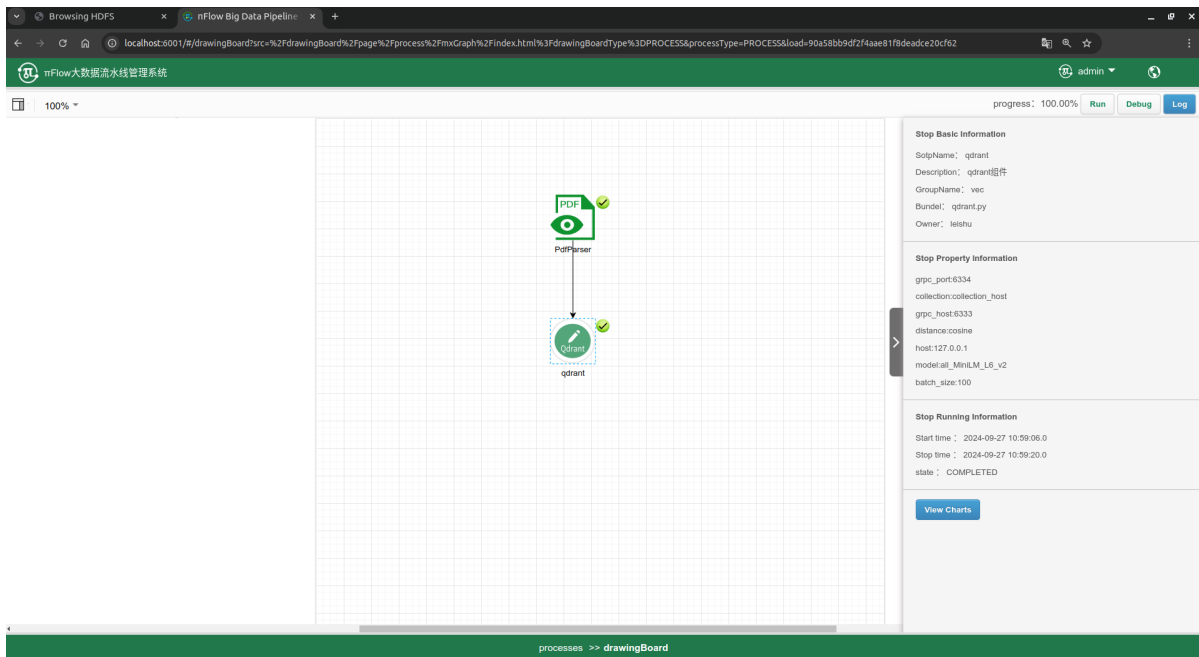 Browsing HDFS
πFlow Big Data Pipeline
localhost:6001/#/drawingBoard?src=%2FdrawingBoard%2Fpage%2Fprocess%2FmxGraph%2Findex.html%3FdrawingBoardType%3DPROCESS&processType=PROCESS&load=90a58bb9df2f4aae81f8deadce20cf62
πFlow大数据流水线管理系统
admin
100%
progress: 100.00%
Run
Debug
Log
PDF
PdfParser
Qdrant
qdrant
Stop Basic Information
SotpName: qdrant
Description: qdrant组件
GroupName: vec
Bundel: qdrant.py
Owner: leishu
Stop Property Information
grpc_port:6334
collection:collection_host
grpc_host:6333
distance:cosine
host:127.0.0.1
model:all_MiniLM_L6_v2
batch_size:100
Stop Running Information
Start time : 2024-09-27 10:59:06.0
Stop time : 2024-09-27 10:59:20.0
state : COMPLETED
View Charts
processes >> drawingBoard